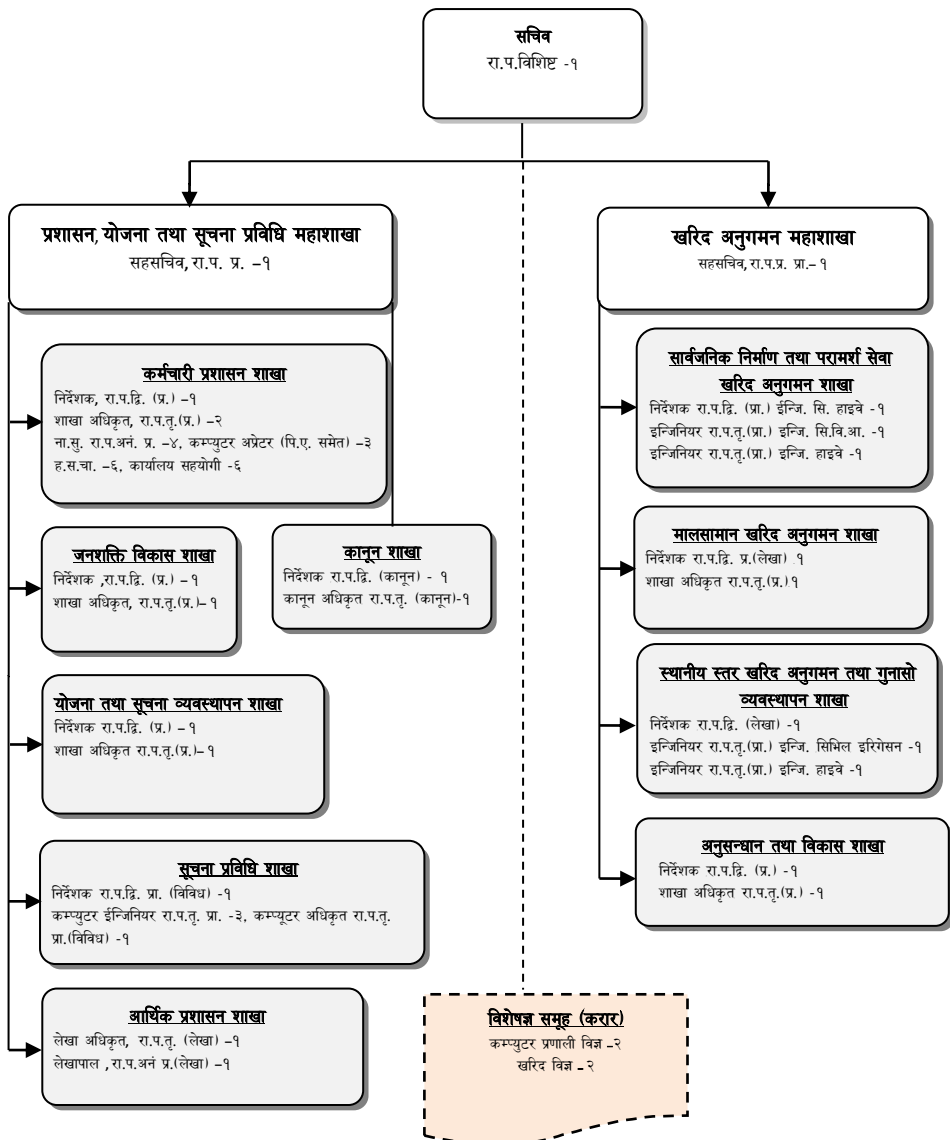 सचिव
रा.प.विशिष्ट -१
प्रशासन, योजना तथा सूचना प्रविधि महाशाखा
सहसचिव, रा.प. प्र. –१
कर्मचारी प्रशासन शाखा
निर्देशक, रा.प.द्वि. (प्र.) –१
शाखा अधिकृत, रा.प.तृ.(प्र.) –२
ना.सु. रा.प.अनं. प्र. –४, कम्प्युटर अप्रेटर (पि.ए. समेत) –३
ह.स.चा. –६, कार्यालय सहयोगी -६
जनशक्ति विकास शाखा
निर्देशक ,रा.प.द्वि. (प्र.) – १
शाखा अधिकृत, रा.प.तृ.(प्र.)– १
कानून शाखा
निर्देशक रा.प.द्वि. (कानून) - १
कानून अधिकृत रा.प.तृ. (कानून)-१
योजना तथा सूचना व्यवस्थापन शाखा
निर्देशक रा.प.द्वि. (प्र.) – १
शाखा अधिकृत रा.प.तृ.(प्र.)– १
सूचना प्रविधि शाखा
निर्देशक रा.प.द्वि. प्रा. (विविध) -१
कम्प्युटर ईन्जिनियर रा.प.तृ. प्रा. -३, कम्प्यूटर अधिकृत रा.प.तृ.
प्रा.(विविध) -१
आर्थिक प्रशासन शाखा
लेखा अधिकृत, रा.प.तृ. (लेखा) –१
लेखापाल ,रा.प.अनं प्र.(लेखा) –१
खरिद अनुगमन महाशाखा
सहसचिव, रा.प.प्र. प्रा.– १
सार्वजनिक निर्माण तथा परामर्श सेवा
खरिद अनुगमन शाखा
निर्देशक रा.प.द्वि. (प्रा.) ईन्जि. सि. हाइवे -१
इन्जिनियर रा.प.तृ.(प्रा.) इन्जि. सि.वि.आ. -१
इन्जिनियर रा.प.तृ.(प्रा.) इन्जि. हाइवे -१
मालसामान खरिद अनुगमन शाखा
निर्देशक रा.प.द्वि. प्र.(लेखा) १
शाखा अधिकृत रा.प.तृ.(प्र.) १
स्थानीय स्तर खरिद अनुगमन तथा गुनासो
व्यवस्थापन शाखा
निर्देशक रा.प.द्वि. (लेखा) -१
इन्जिनियर रा.प.तृ.(प्रा.) इन्जि. सिभिल इरिगेसन -१
इन्जिनियर रा.प.तृ.(प्रा.) इन्जि. हाइवे -१
अनुसन्धान तथा विकास शाखा
निर्देशक रा.प.द्वि. (प्र.) -१
शाखा अधिकृत रा.प.तृ.(प्र.) -१
विशेषज्ञ समूह (करार)
कम्प्युटर प्रणाली विज्ञ –२
खरिद विज्ञ – २